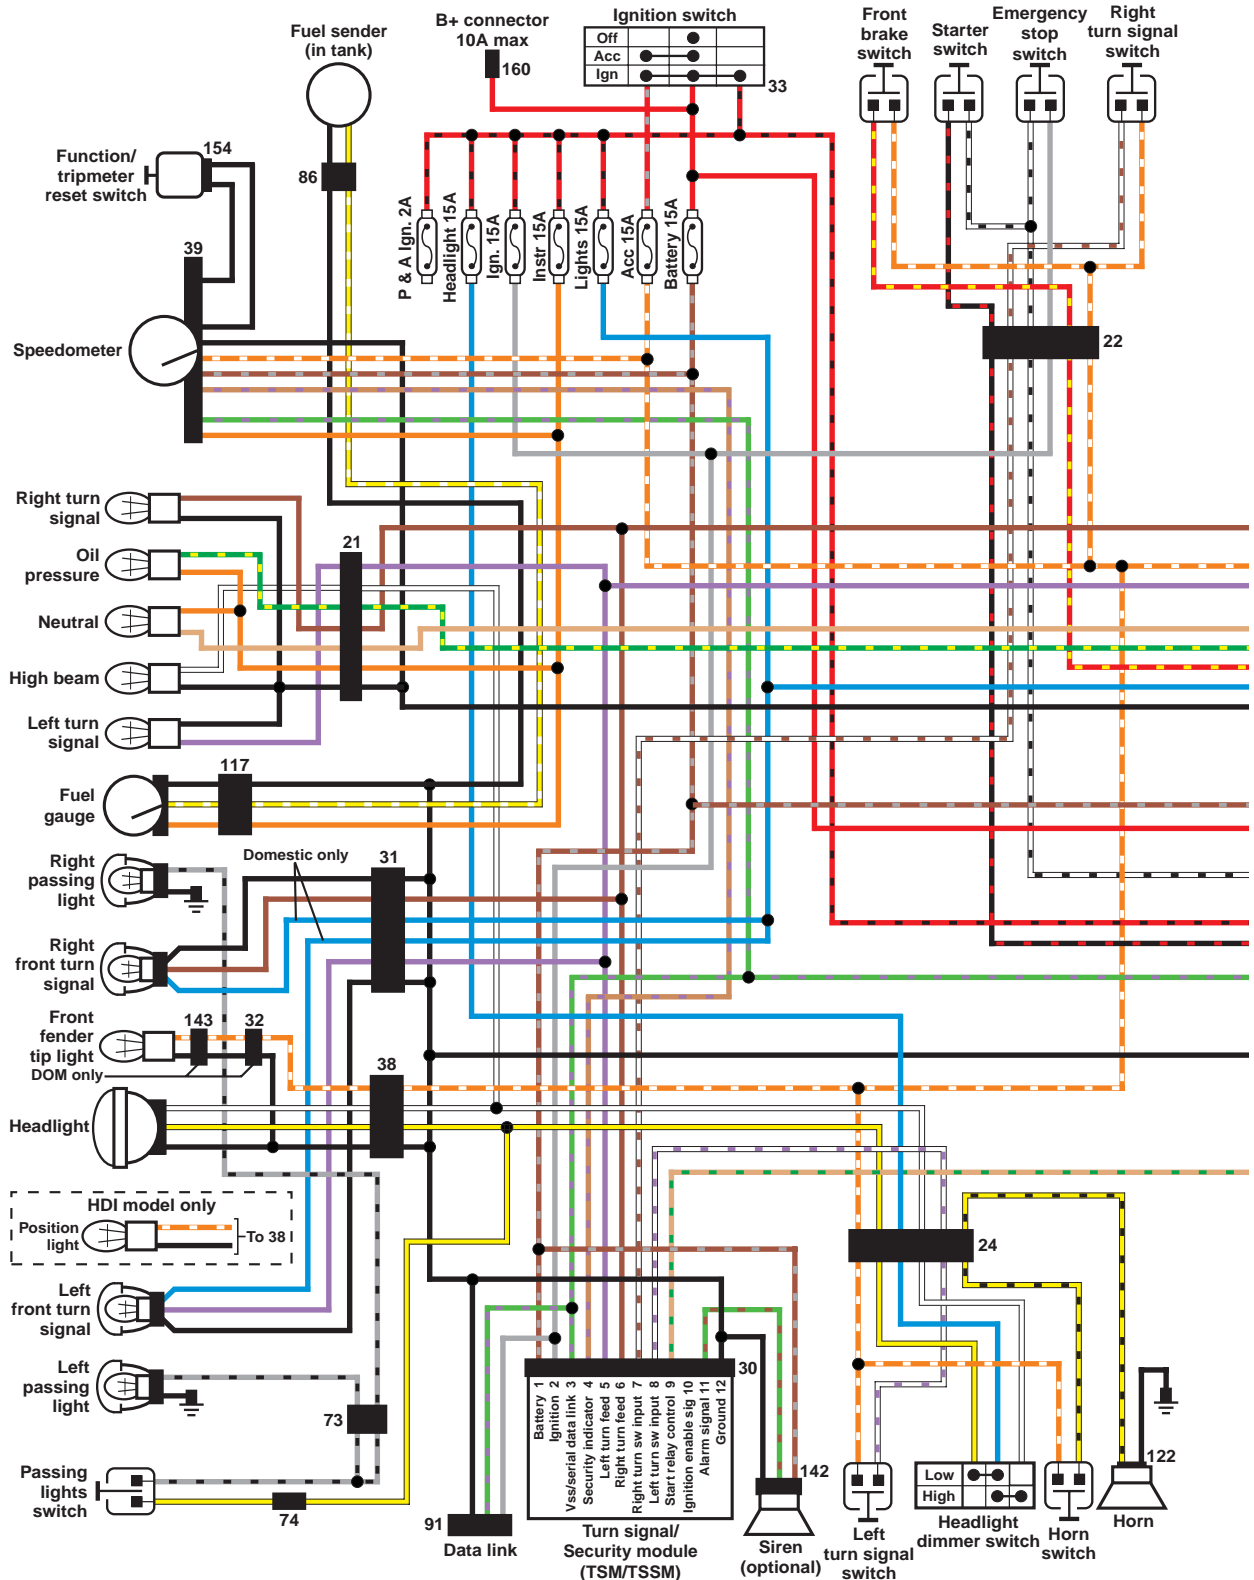 B+ connector
10A max
160
Ignition switch
Off
Acc
Ign
33
Fuel sender
(in tank)
Front
brake
switch
Starter
switch
Emergency
stop
switch
Right
turn signal
switch
154
Function/
tripmeter
reset switch
86
P & A Ign. 2A
Headlight 15A
Ign. 15A
Instr 15A
Lights 15A
Acc 15A
Battery 15A
39
Speedometer
22
Right turn
signal
21
Oil
pressure
Neutral
High beam
Left turn
signal
117
Fuel
gauge
Right
passing
light
Domestic only
31
Right
front turn
signal
Front
fender
tip light
143
32
DOM only
38
Headlight
HDI model only
Position
light
To 38
24
Left
front turn
signal
Left
passing
light
73
Passing
lights
switch
74
91
Data link
30
Battery 1
Ignition 2
Vss/serial data link 3
Security indicator 4
Left turn feed 5
Right turn feed 6
Right turn sw input 7
Left turn sw input 8
Start relay control 9
Ignition enable sig 10
Alarm signal 11
Ground 12
Turn signal/
Security module
(TSM/TSSM)
142
Siren
(optional)
Left
turn signal
switch
Low
High
Headlight
dimmer switch
Horn
switch
122
Horn